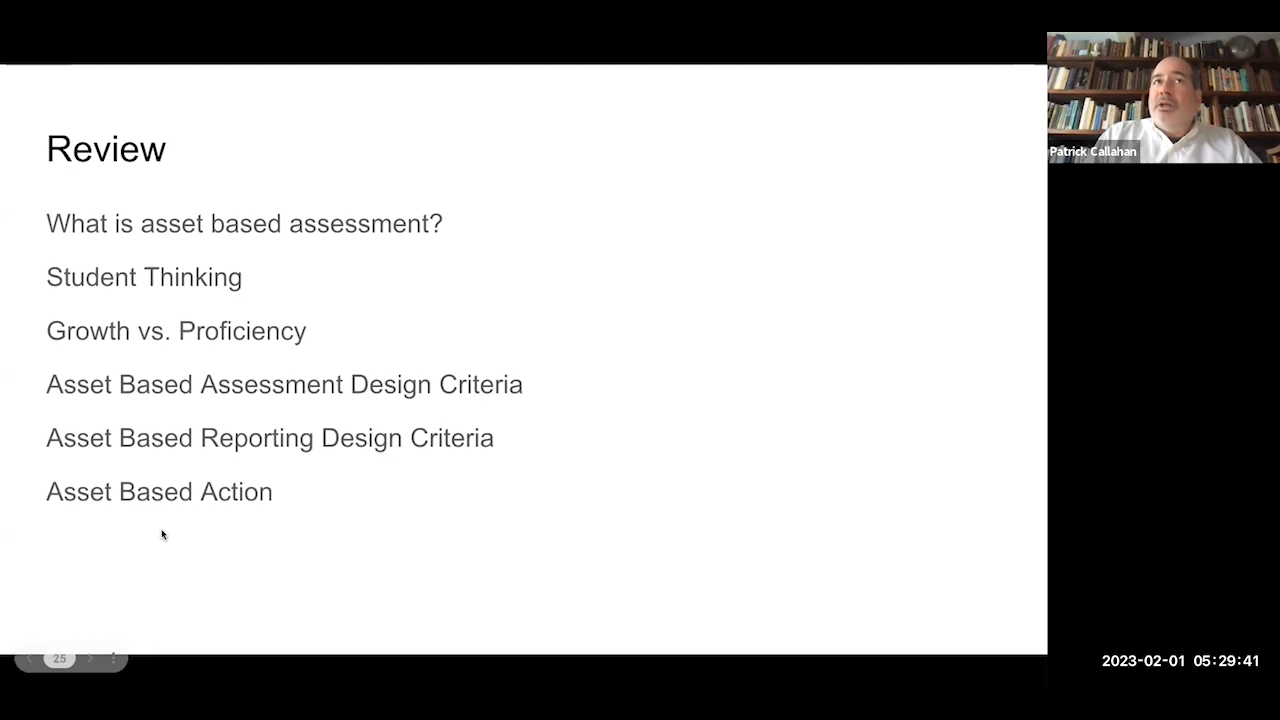 Review
What is asset based assessment?
Student Thinking
Growth vs. Proficiency
Asset Based Assessment Design Criteria
Asset Based Reporting Design Criteria
Asset Based Action
25
Patrick Callahan
2023-02-01 05:29:41